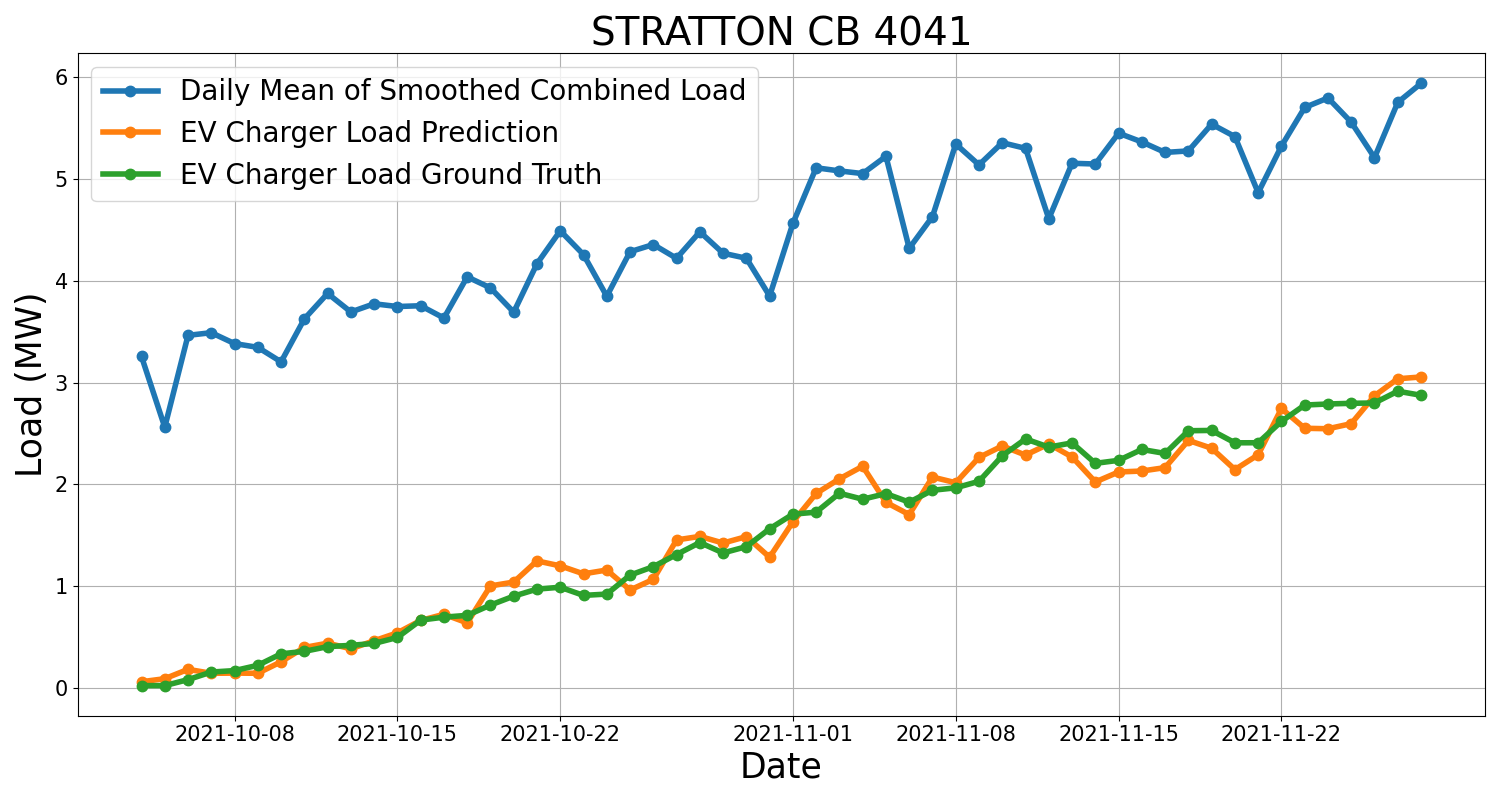 STRATTON CB 4041
Daily Mean of Smoothed Combined Load
EV Charger Load Prediction
EV Charger Load Ground Truth
6
5
4
3
2
1
0
Load (MW)
2021-10-08
2021-10-15
2021-10-22
2021-11-01
2021-11-08
2021-11-15
2021-11-22
Date